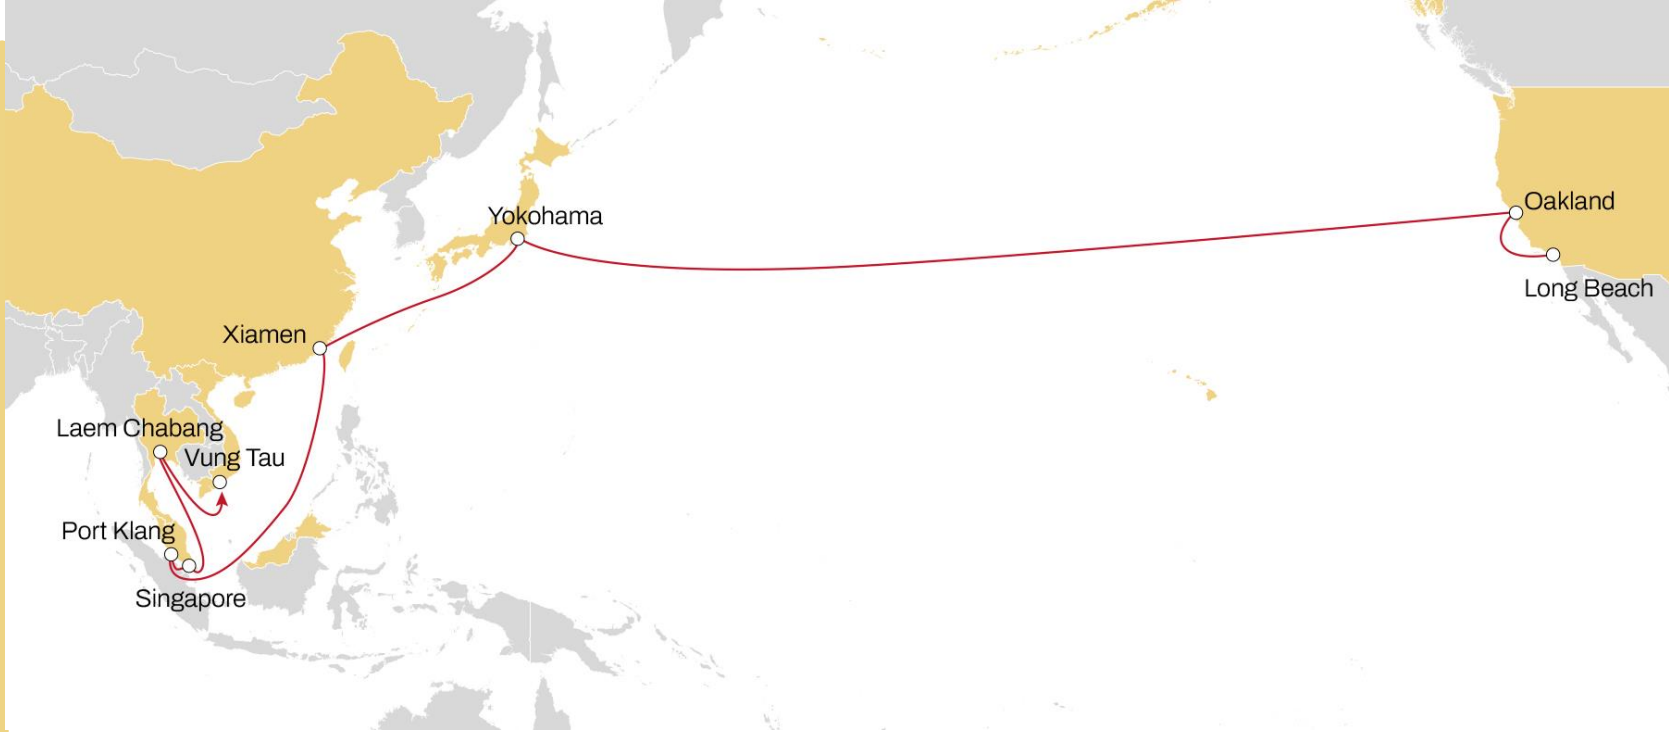 Yokohama
Oakland
Long Beach
Xiamen
Laem Chabang
Vung Tau
Port Klang
Singapore